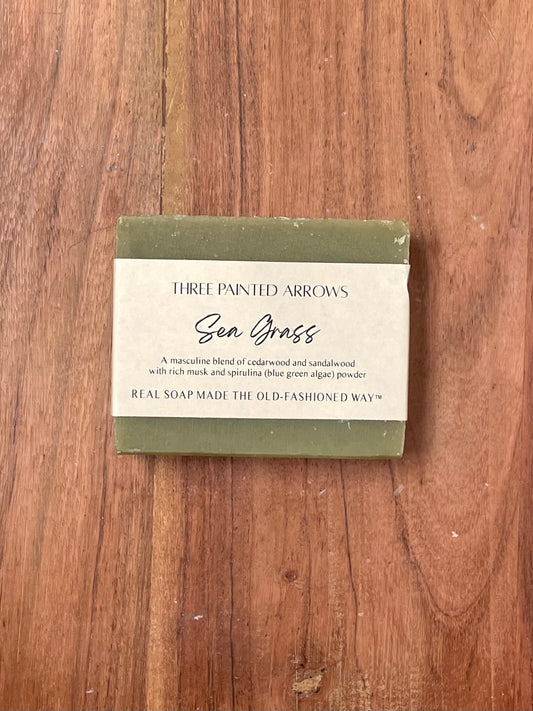 THREE PAINTED ARROWS
Sea Grass
A masculine blend of cedarwood and sandalwood
with rich musk and spirulina (blue green algae) powder
REAL SOAP MADE THE OLD-FASHIONED WAY™